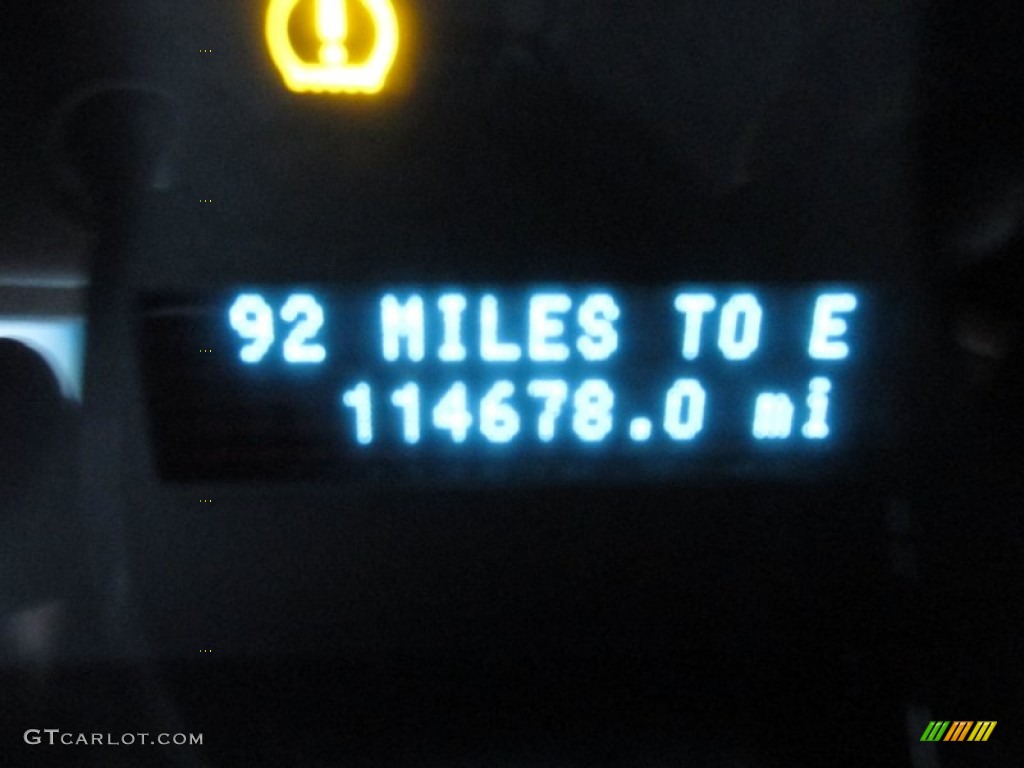 92 MILES TO E
114678.0 mi
GTCARLOT.COM